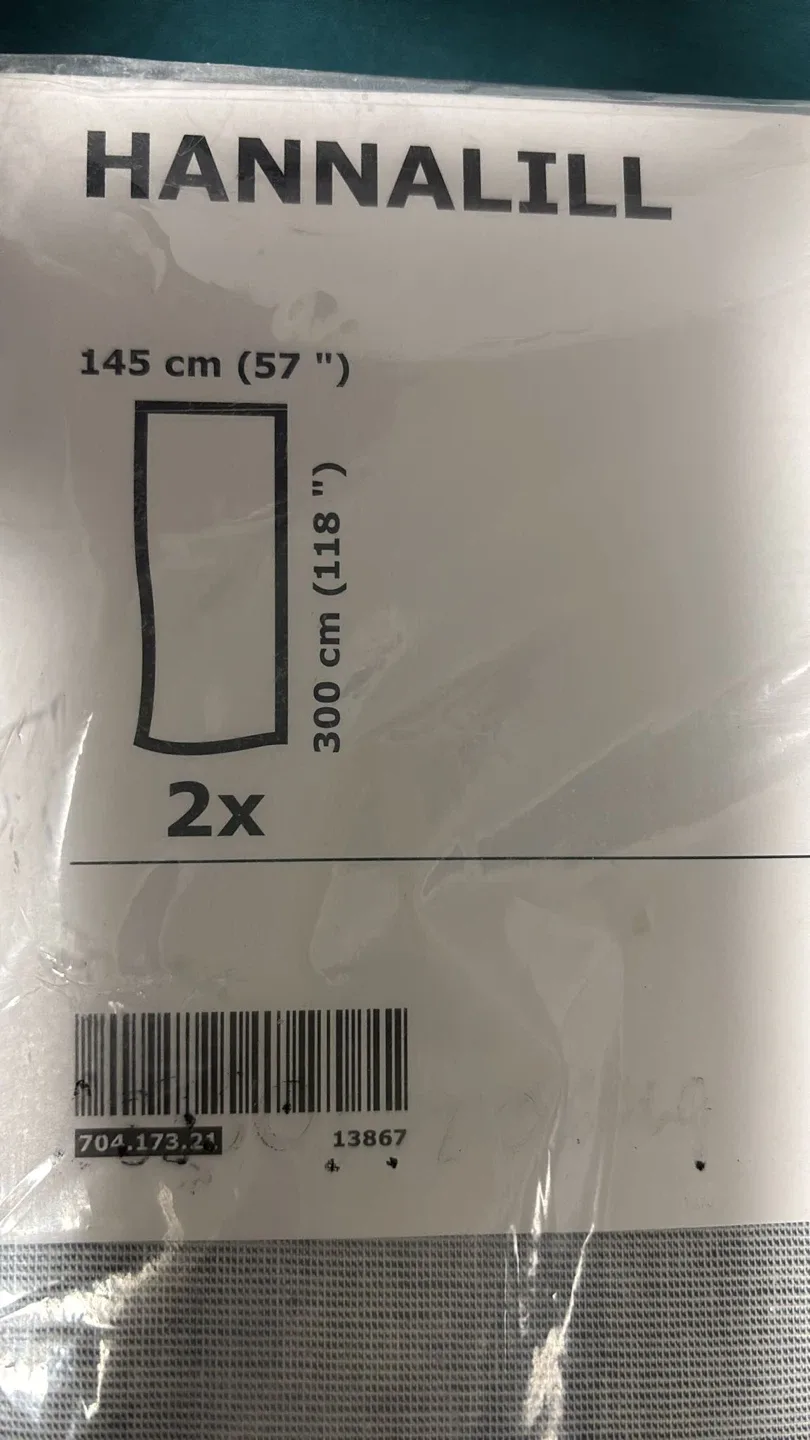 HANNALILL
145 cm (57 ")
300 cm (118 ")
2x
704.173.21
13867